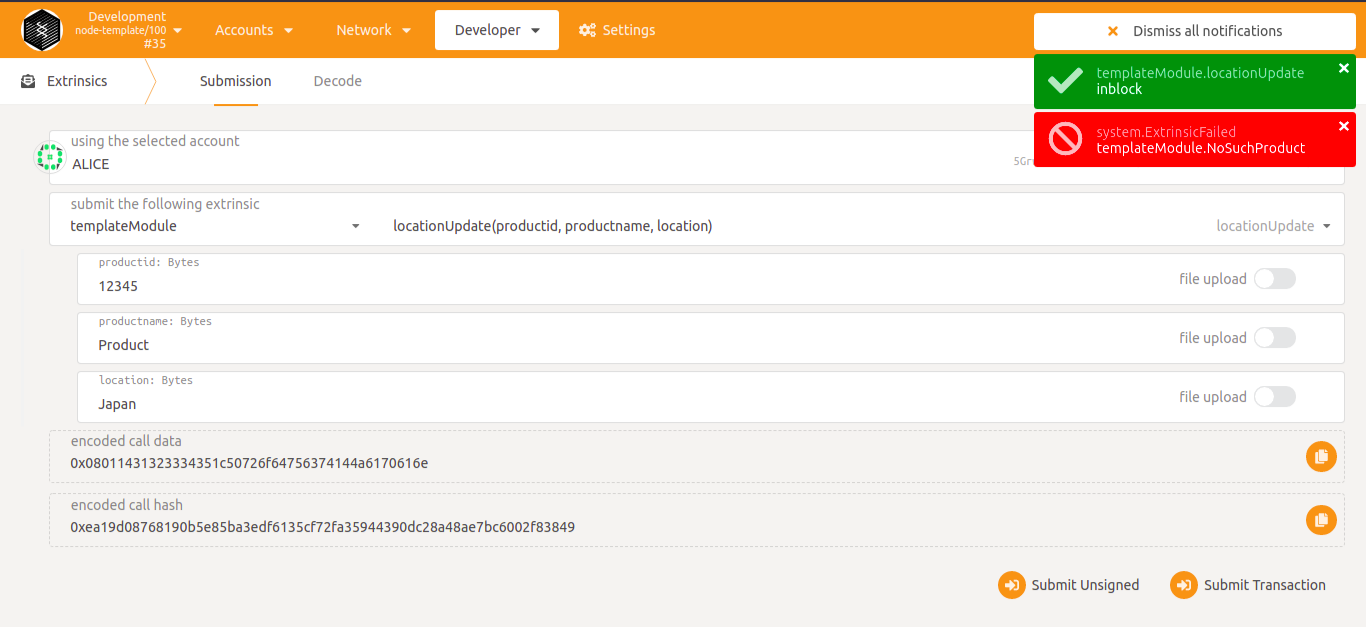 Development
node-template/100
#35
Accounts
Network
Developer
Settings
Dismiss all notifications
Extrinsics
Submission
Decode
templateModule.locationUpdate
inblock
system.ExtrinsicFailed
templateModule.NoSuchProduct
using the selected account
ALICE
5Gr
submit the following extrinsic
templateModule
locationUpdate(productid, productname, location)
locationUpdate
productid: Bytes
12345
file upload
productname: Bytes
Product
file upload
location: Bytes
Japan
file upload
encoded call data
0x08011431323334351c50726f64756374144a6170616e
encoded call hash
0xea19d08768190b5e85ba3edf6135cf72fa35944390dc28a48ae7bc6002f83849
Submit Unsigned
Submit Transaction